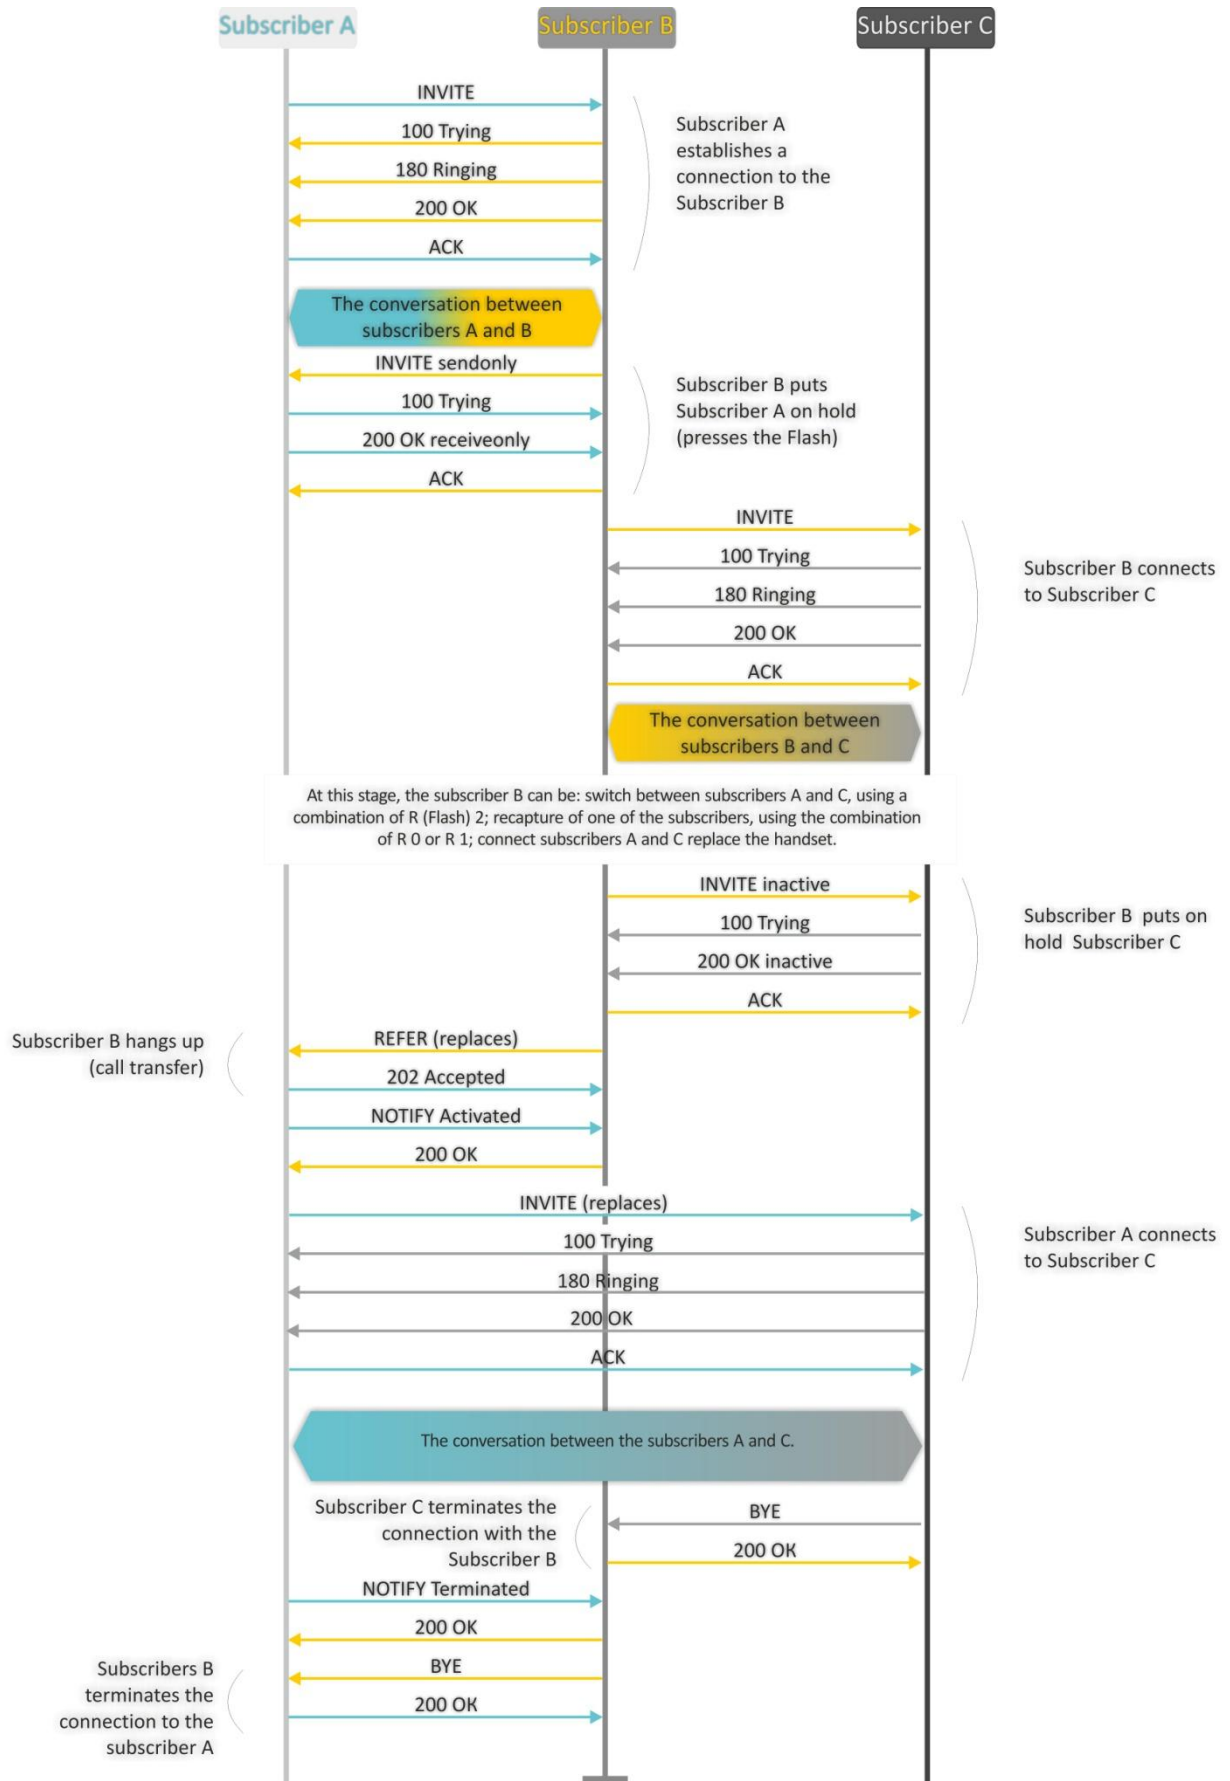 Subscriber A
Subscriber B
Subscriber C
INVITE
100 Trying
180 Ringing
200 OK
ACK
Subscriber A
establishes a
connection to the
Subscriber B
The conversation between
subscribers A and B
INVITE sendonly
100 Trying
200 OK receiveonly
ACK
Subscriber B puts
Subscriber A on hold
(presses the Flash)
INVITE
100 Trying
180 Ringing
200 OK
ACK
Subscriber B connects
to Subscriber C
The conversation between
subscribers B and C
At this stage, the subscriber B can be: switch between subscribers A and C, using a
combination of R (Flash) 2; recapture of one of the subscribers, using the combination
of R 0 or R 1; connect subscribers A and C replace the handset.
INVITE inactive
100 Trying
200 OK inactive
ACK
Subscriber B puts on
hold Subscriber C
Subscriber B hangs up
(call transfer)
REFER (replaces)
202 Accepted
NOTIFY Activated
200 OK
INVITE (replaces)
100 Trying
180 Ringing
200 OK
ACK
Subscriber A connects
to Subscriber C
The conversation between the subscribers A and C.
Subscriber C terminates the
connection with the
Subscriber B
BYE
200 OK
NOTIFY Terminated
200 OK
BYE
200 OK
Subscribers B
terminates the
connection to the
subscriber A